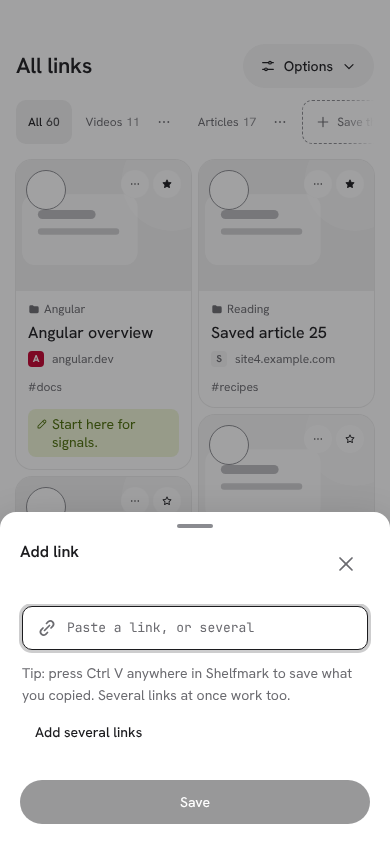 All links
Options
All 60
Videos 11
...
Articles 17
...
+ Save t
Angular
Angular overview
A angular.dev
#docs
Start here for
signals.
Reading
Saved article 25
S site4.example.com
#recipes
Add link
Paste a link, or several
Tip: press Ctrl V anywhere in Shelfmark to save what
you copied. Several links at once work too.
Add several links
Save